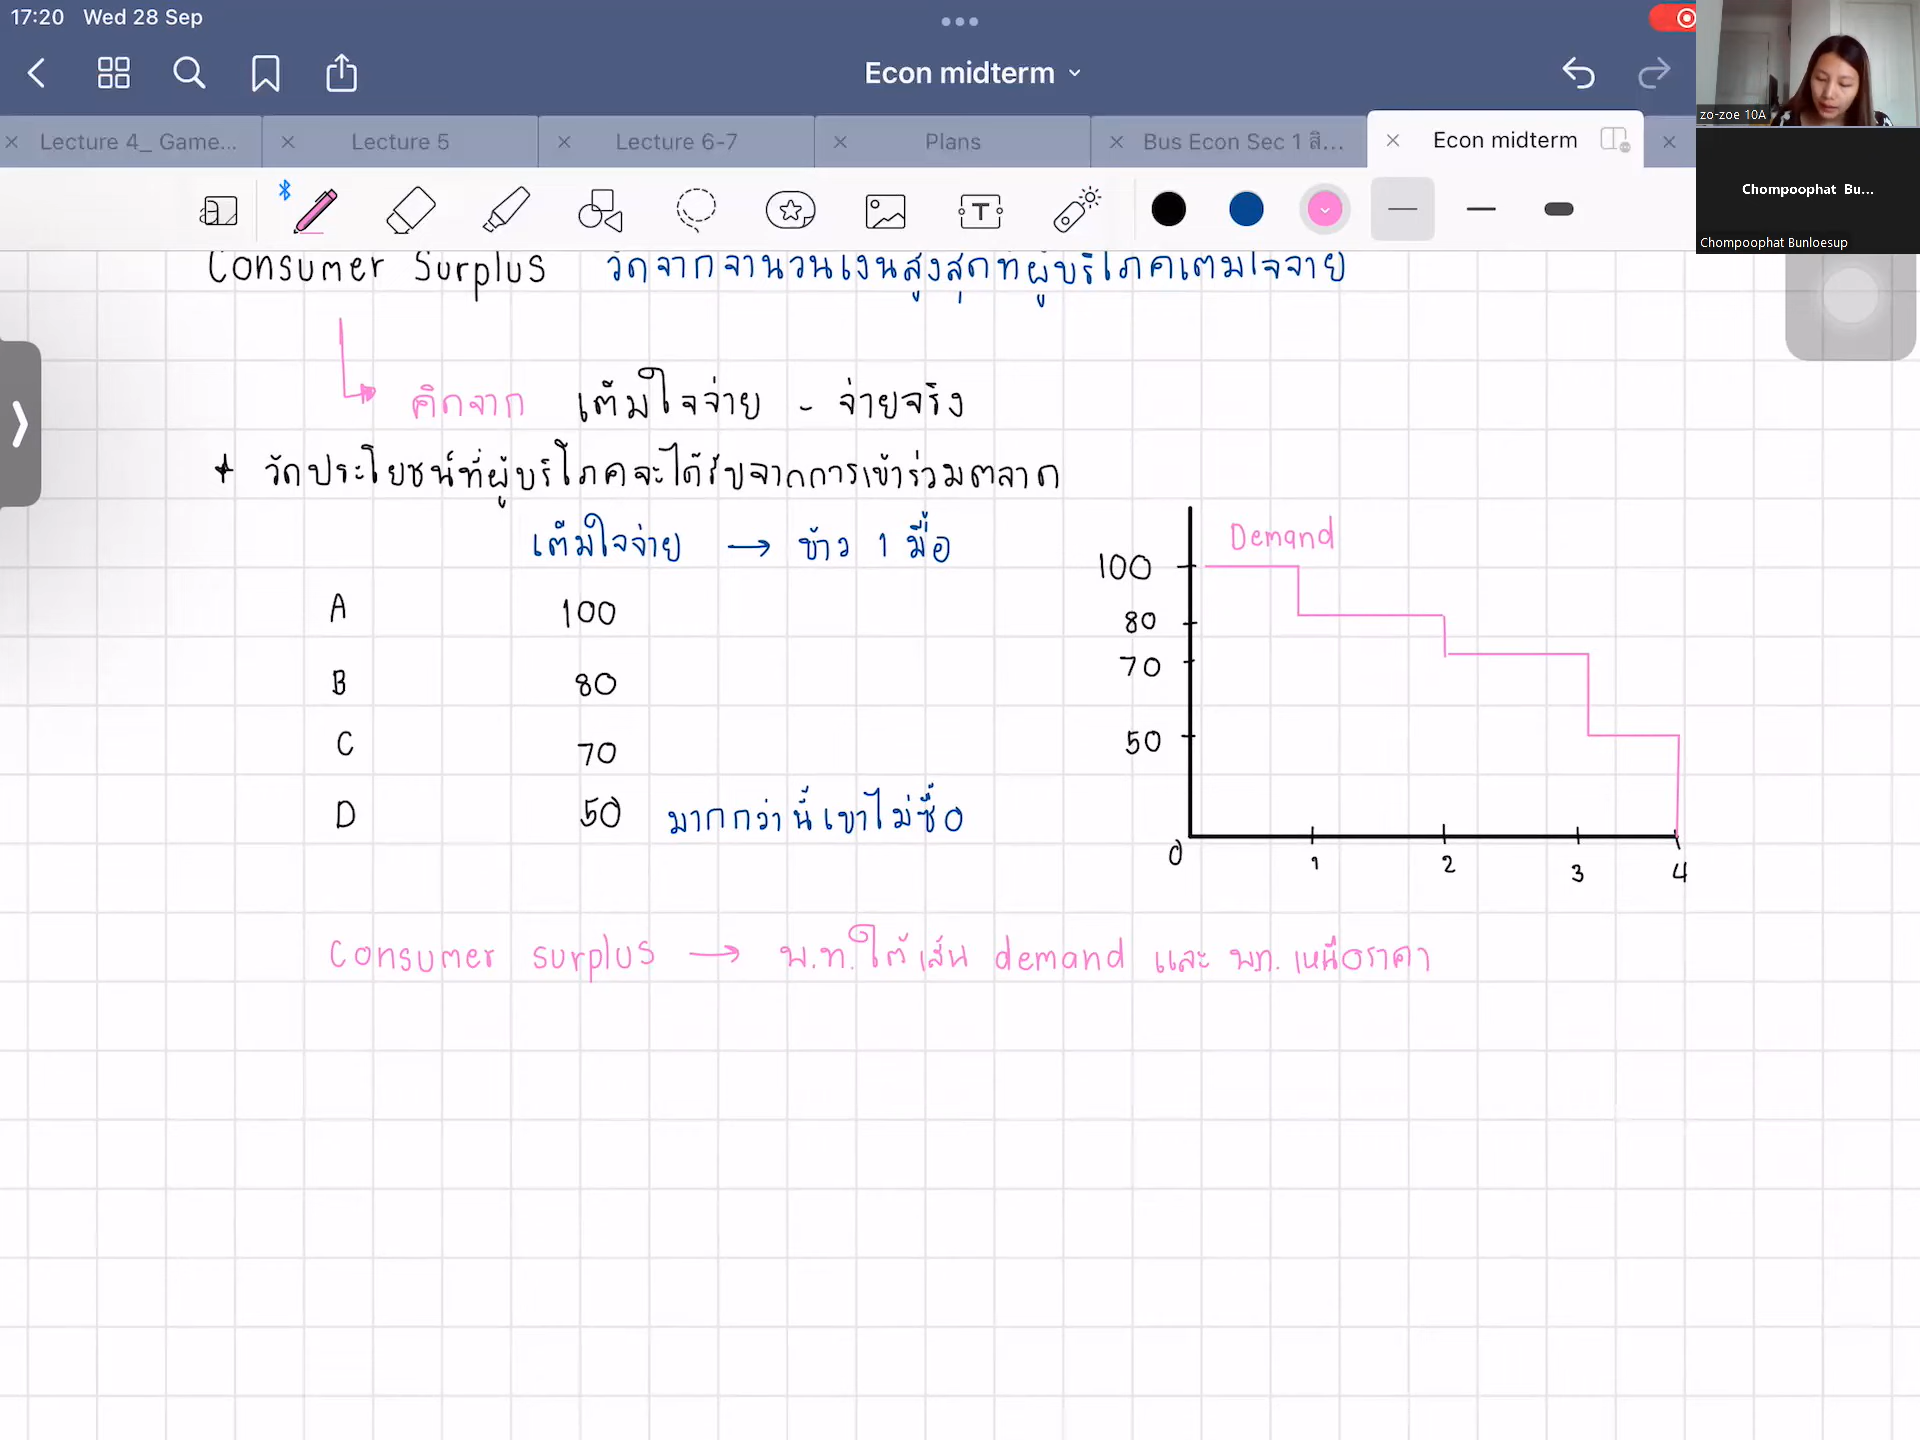 17:20 Wed 28 Sep
Econ midterm
Lecture 4_ Game...
Lecture 5
Lecture 6-7
Plans
Bus Econ Sec 1 สิ...
Econ midterm
zo-zoe 10A
Chompoophat Bu...
Chompoophat Bunloesup
Consumer Surplus วัดจากจำนวนเงินสูงสุดที่ผู้บริโภคเต็มใจจ่าย
คิดจาก เต็มใจจ่าย - จ่ายจริง
* วัดประโยชน์ที่ผู้บริโภคจะได้รับจากการเข้าร่วมตลาด
เต็มใจจ่าย → ข้าว 1 มื้อ
A 100
B 80
C 70
D 50 มากกว่านี้เขาไม่ซื้อ
Demand
100
80
70
50
0 1 2 3 4
Consumer surplus → พ.ท.ใต้เส้น demand และ พท.เหนือราคา